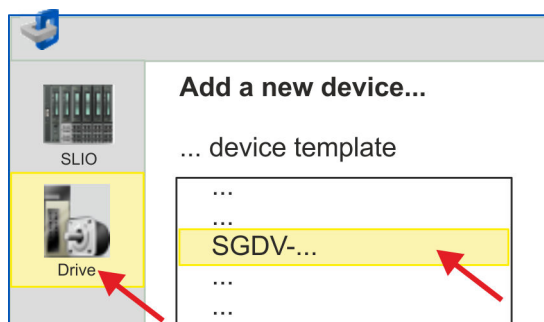 Add a new device...
SLIO
... device template
...
...
SGDV-...
Drive
...
...